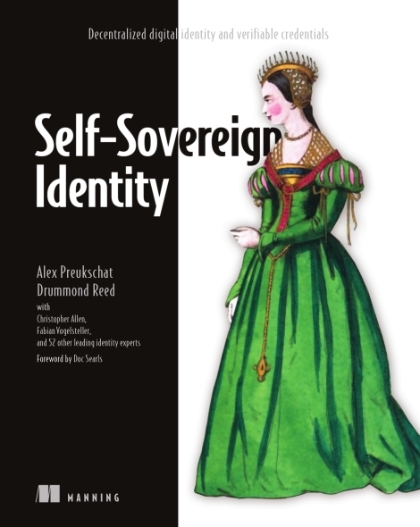 Decentralized digital identity and verifiable credentials
Self-Sovereign
Identity
Alex Preukschat
Drummond Reed
with
Christopher Allen,
Fabian Vogelsteller,
and 52 other leading identity experts
Foreword by Doc Searls
MANNING